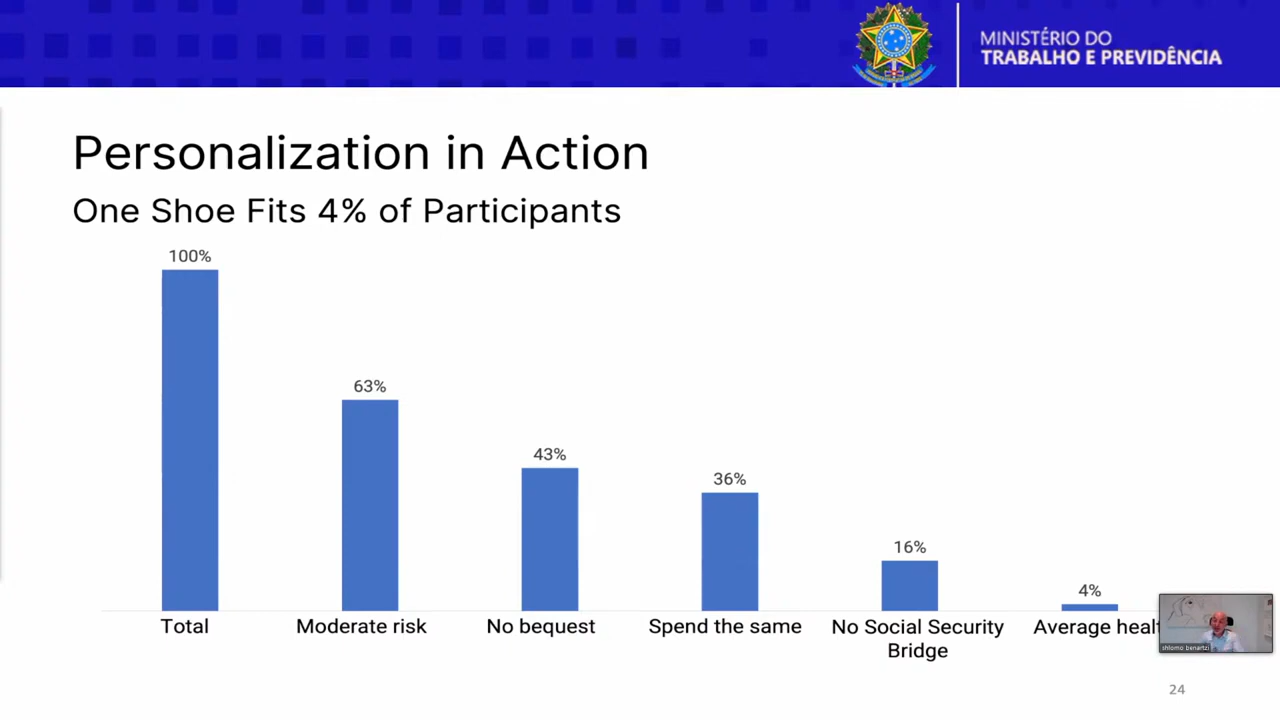 MINISTÉRIO DO
TRABALHO E PREVIDÊNCIA
Personalization in Action
One Shoe Fits 4% of Participants
100%
63%
43%
36%
16%
4%
Total
Moderate risk
No bequest
Spend the same
No Social Security
Bridge
Average healt
shlomo benartzi
24